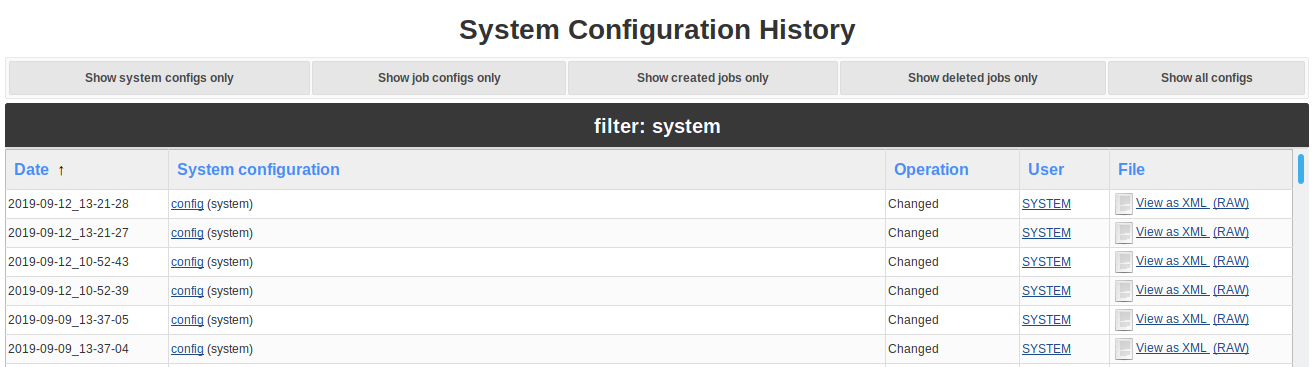 System Configuration History
Show system configs only Show job configs only Show created jobs only Show deleted jobs only Show all configs
filter: system
Date ↑ System configuration Operation User File
2019-09-12_13-21-28 config (system) Changed SYSTEM View as XML (RAW)
2019-09-12_13-21-27 config (system) Changed SYSTEM View as XML (RAW)
2019-09-12_10-52-43 config (system) Changed SYSTEM View as XML (RAW)
2019-09-12_10-52-39 config (system) Changed SYSTEM View as XML (RAW)
2019-09-09_13-37-05 config (system) Changed SYSTEM View as XML (RAW)
2019-09-09_13-37-04 config (system) Changed SYSTEM View as XML (RAW)